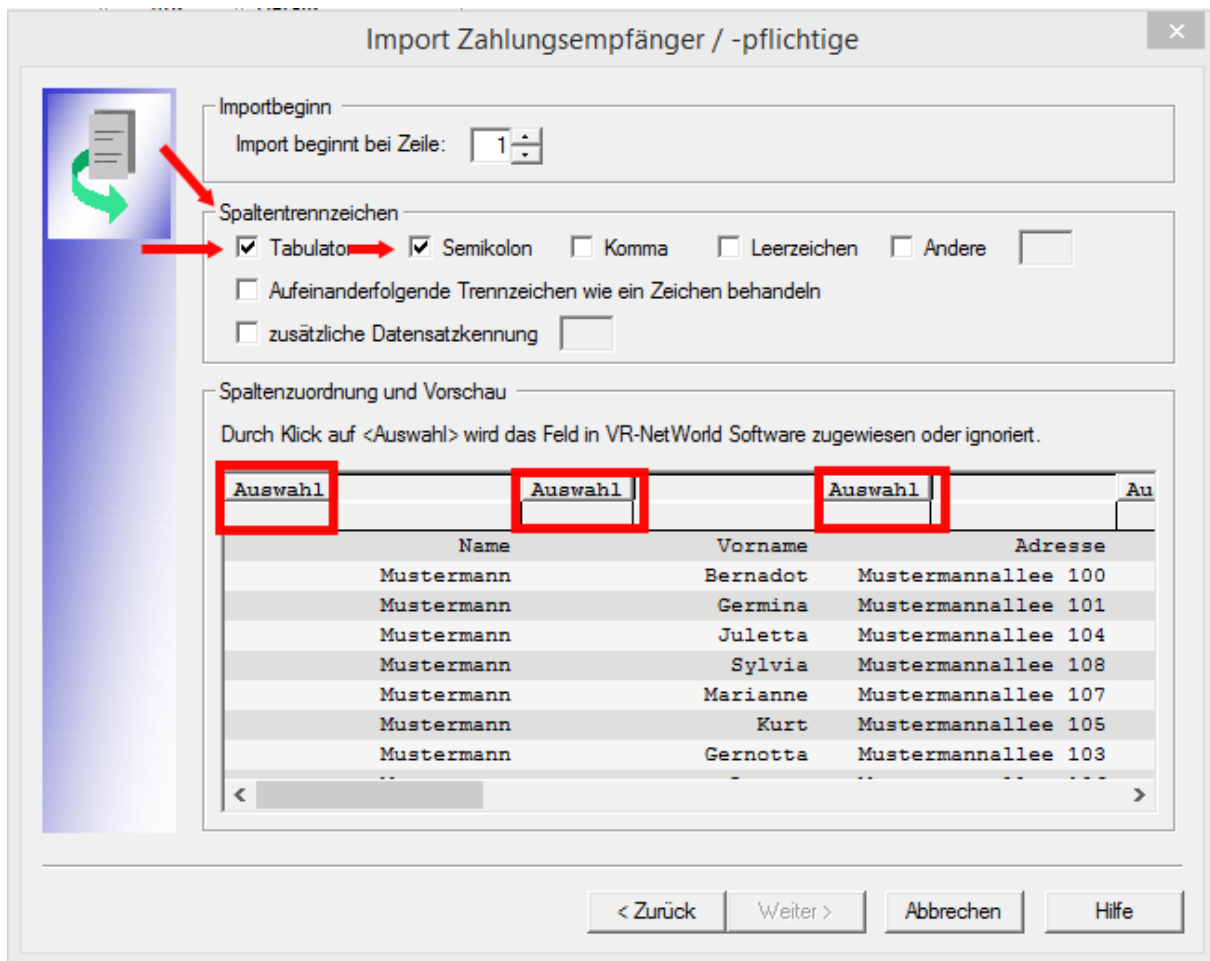 Import Zahlungsempfänger / -pflichtige
Importbeginn
Import beginnt bei Zeile: 1
Spaltentrennzeichen
Tabulator Semikolon Komma Leerzeichen Andere
Aufeinanderfolgende Trennzeichen wie ein Zeichen behandeln
zusätzliche Datensatzkennung
Spaltenzuordnung und Vorschau
Durch Klick auf <Auswahl> wird das Feld in VR-NetWorld Software zugewiesen oder ignoriert.
Auswahl Auswahl Auswahl Au
Name Vorname Adresse
Mustermann Bernadot Mustermannallee 100
Mustermann Germina Mustermannallee 101
Mustermann Juletta Mustermannallee 104
Mustermann Sylvia Mustermannallee 108
Mustermann Marianne Mustermannallee 107
Mustermann Kurt Mustermannallee 105
Mustermann Gernotta Mustermannallee 103
< Zurück Weiter > Abbrechen Hilfe